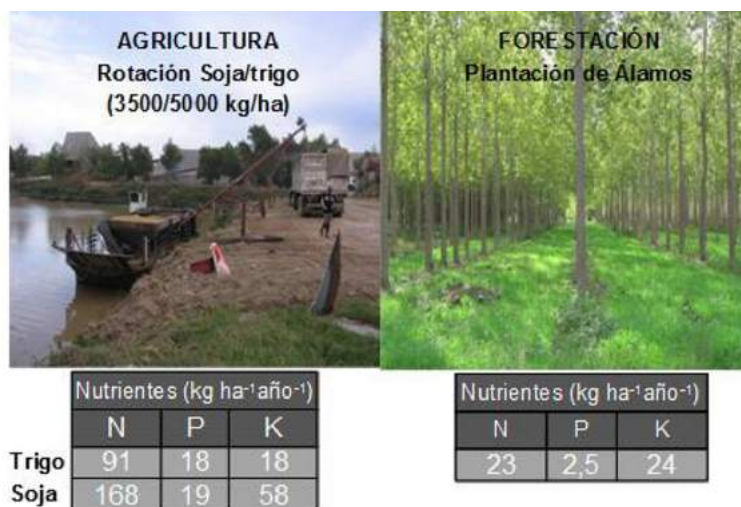 AGRICULTURA
Rotación Soja/trigo
(3500/5000 kg/ha)
FORESTACIÓN
Plantación de Álamos
Nutrientes (kg ha⁻¹año⁻¹)
N P K
Trigo 91 18 18
Soja 168 19 58
Nutrientes (kg ha⁻¹año⁻¹)
N P K
23 2,5 24